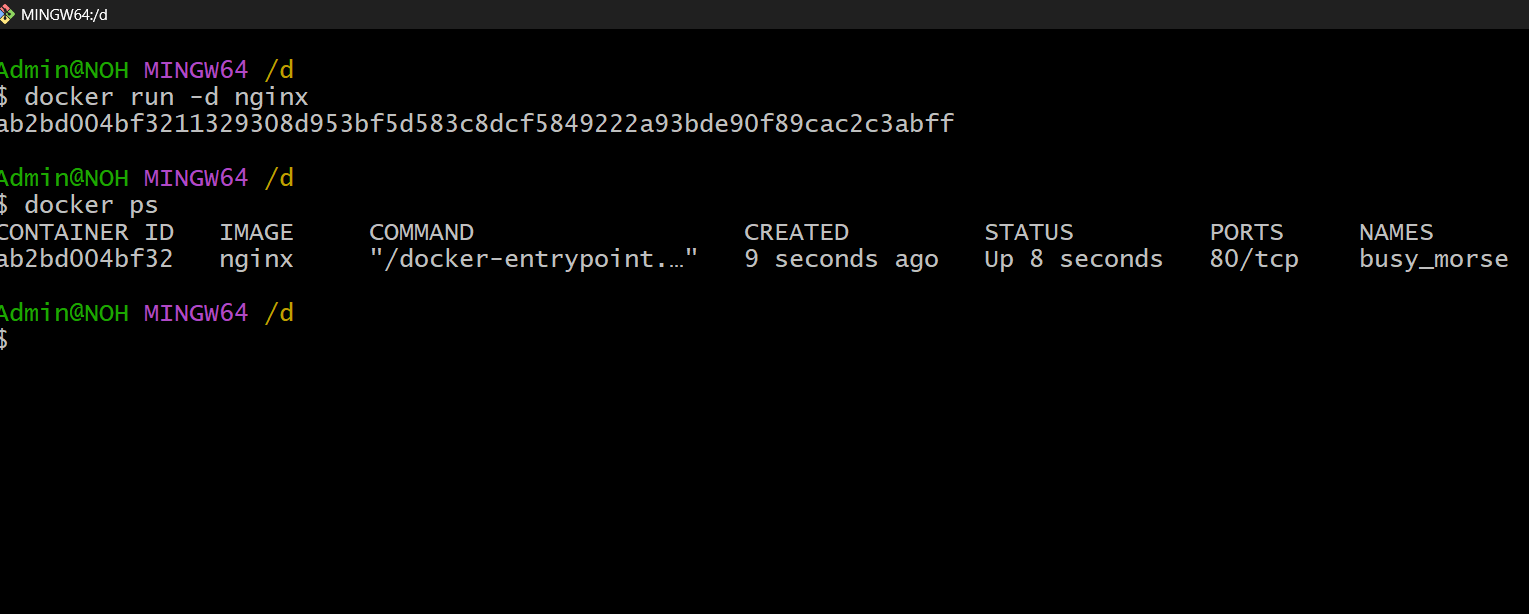 MINGW64:/d
Admin@NOH MINGW64 /d
$ docker run -d nginx
ab2bd004bf3211329308d953bf5d583c8dcf5849222a93bde90f89cac2c3abff
Admin@NOH MINGW64 /d
$ docker ps
CONTAINER ID   IMAGE     COMMAND                  CREATED         STATUS         PORTS     NAMES
ab2bd004bf32   nginx     "/docker-entrypoint.…"   9 seconds ago   Up 8 seconds   80/tcp    busy_morse
Admin@NOH MINGW64 /d
$